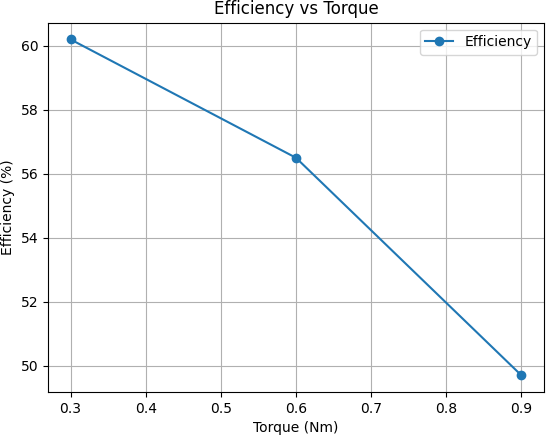 Efficiency vs Torque
Efficiency
60
58
56
54
52
50
Efficiency (%)
0.3 0.4 0.5 0.6 0.7 0.8 0.9
Torque (Nm)